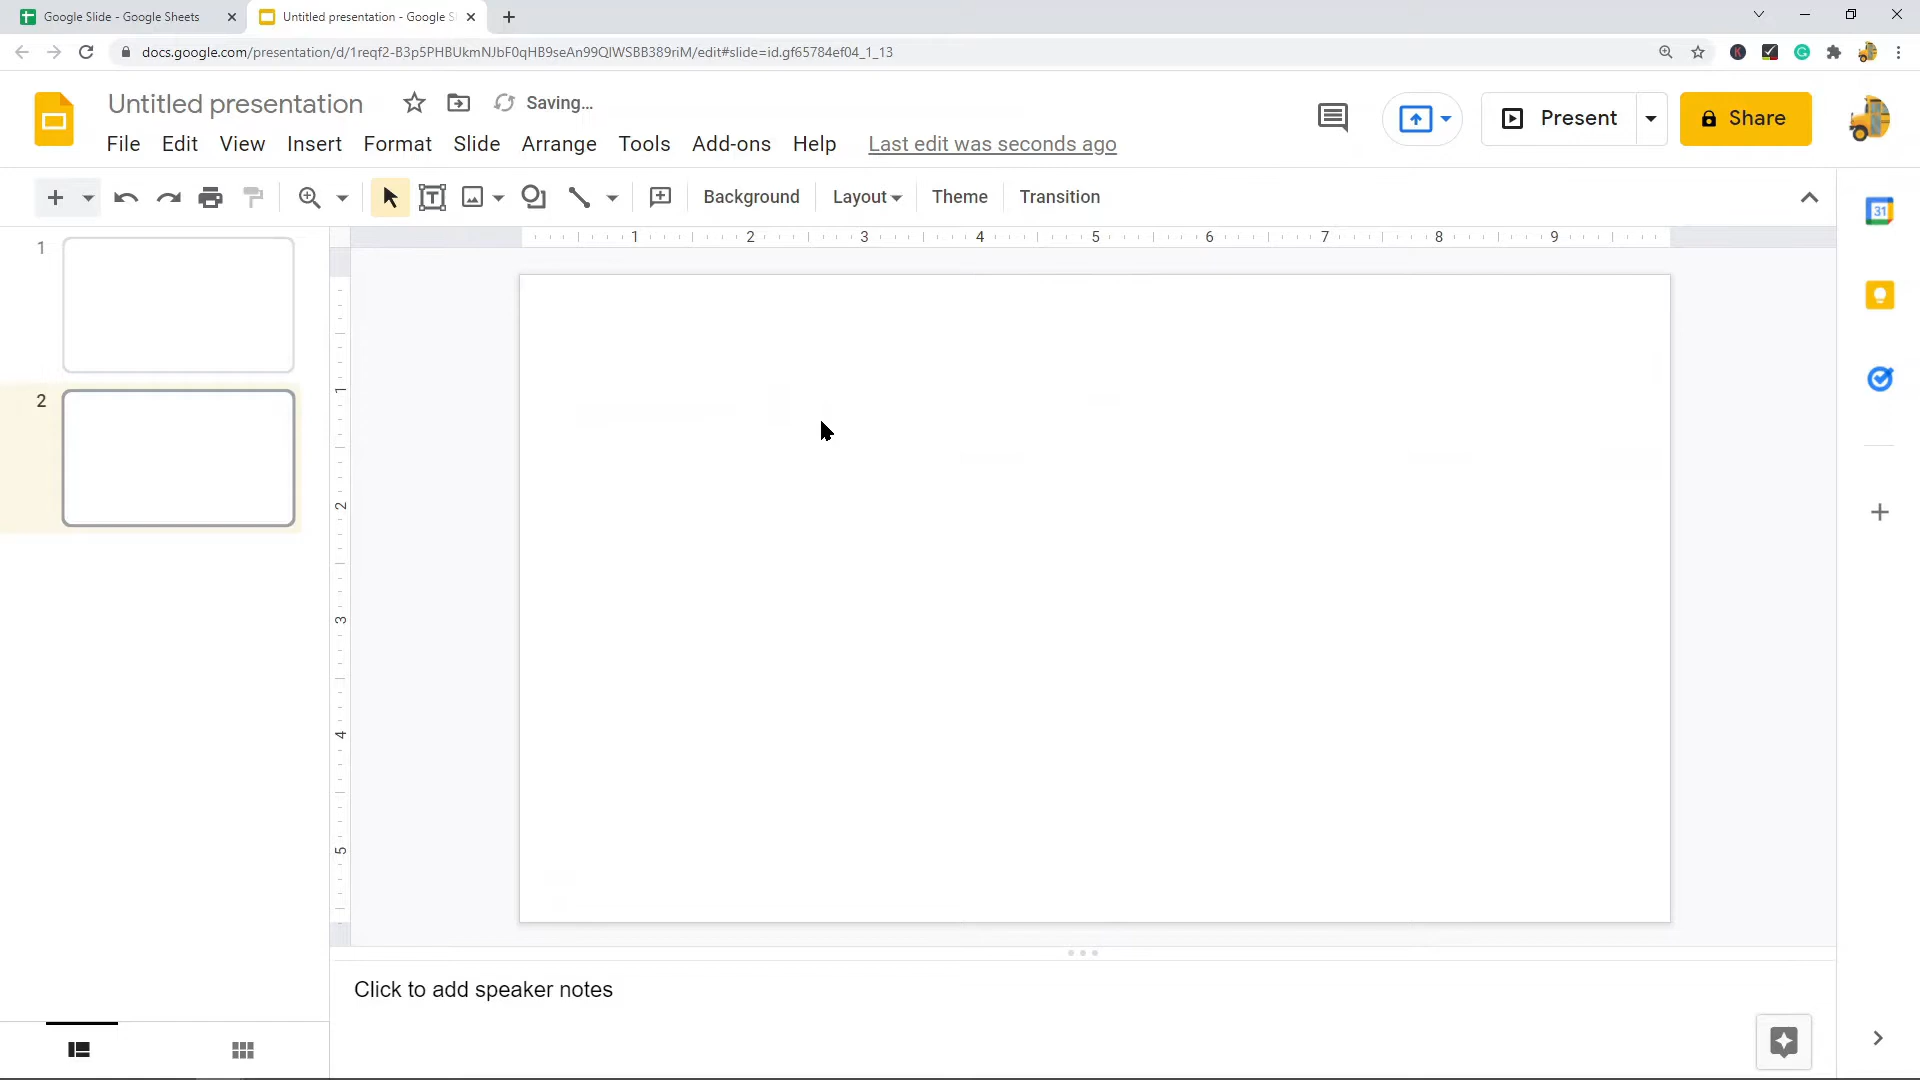 Google Slide - Google Sheets
Untitled presentation - Google S
docs.google.com/presentation/d/1reqf2-B3p5PHBUkmNJbF0qHB9seAn99QIWSBB389riM/edit#slide=id.gf65784ef04_1_13
Untitled presentation
Saving...
Present
Share
File Edit View Insert Format Slide Arrange Tools Add-ons Help Last edit was seconds ago
Background Layout Theme Transition
31
1 2 3 4 5 6 7 8 9
1
2
1
2
3
4
5
Click to add speaker notes